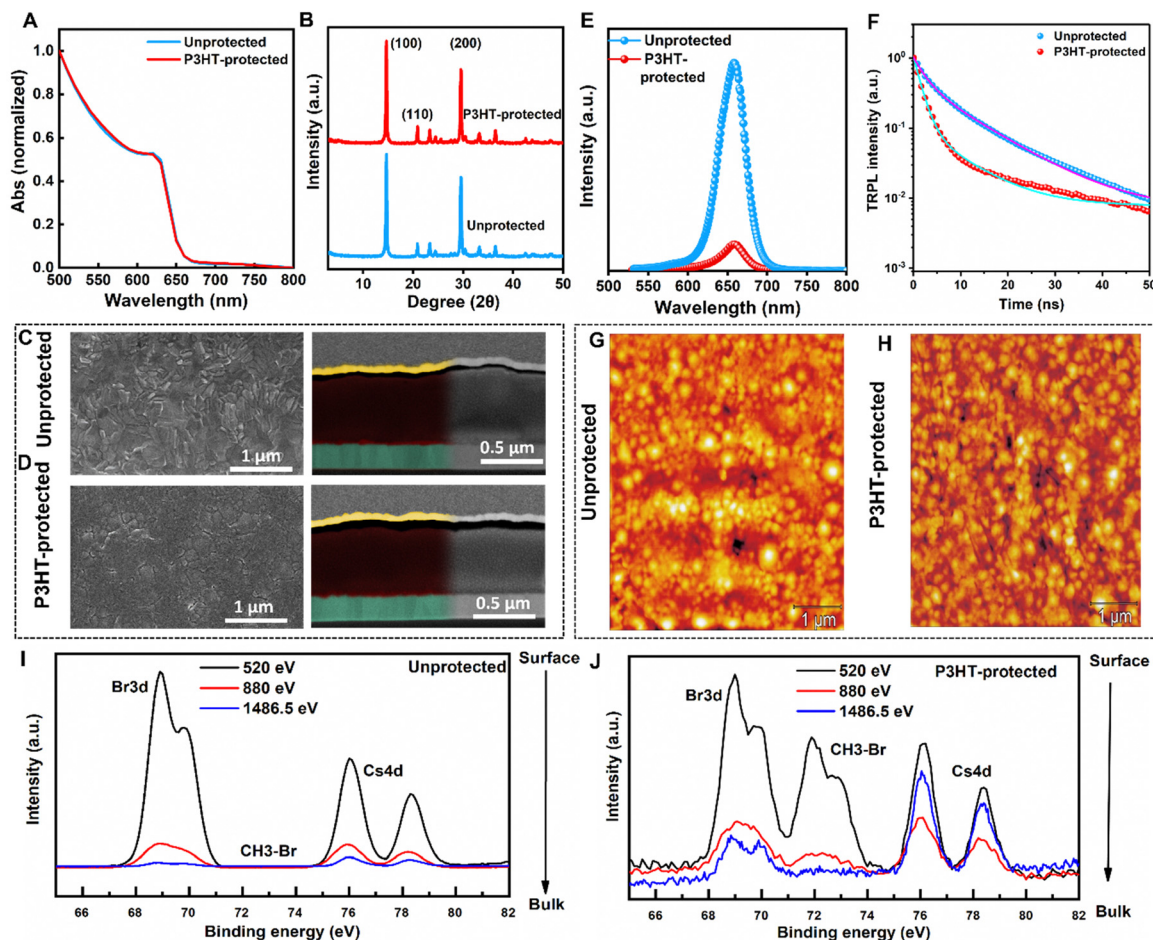 A
Unprotected
P3HT-protected
Abs (normalized)
1.0
0.8
0.6
0.4
0.2
0.0
500 550 600 650 700 750 800
Wavelength (nm)
B
(100)
(200)
(110)
P3HT-protected
Unprotected
Intensity (a.u.)
10 20 30 40 50
Degree (2θ)
E
Unprotected
P3HT-
protected
Intensity (a.u.)
500 550 600 650 700 750 800
Wavelength (nm)
F
Unprotected
P3HT-protected
TRPL intensity (a.u.)
10⁰
10⁻¹
10⁻²
10⁻³
0 10 20 30 40 50
Time (ns)
C
Unprotected
1 μm
0.5 μm
D
P3HT-protected
1 μm
0.5 μm
G
Unprotected
1 μm
H
P3HT-protected
1 μm
I
520 eV
880 eV
1486.5 eV
Unprotected
Br3d
CH3-Br
Cs4d
Intensity (a.u.)
66 68 70 72 74 76 78 80 82
Binding energy (eV)
Surface
Bulk
J
520 eV
880 eV
1486.5 eV
P3HT-protected
Br3d
CH3-Br
Cs4d
Intensity (a.u.)
66 68 70 72 74 76 78 80 82
Binding energy (eV)
Surface
Bulk